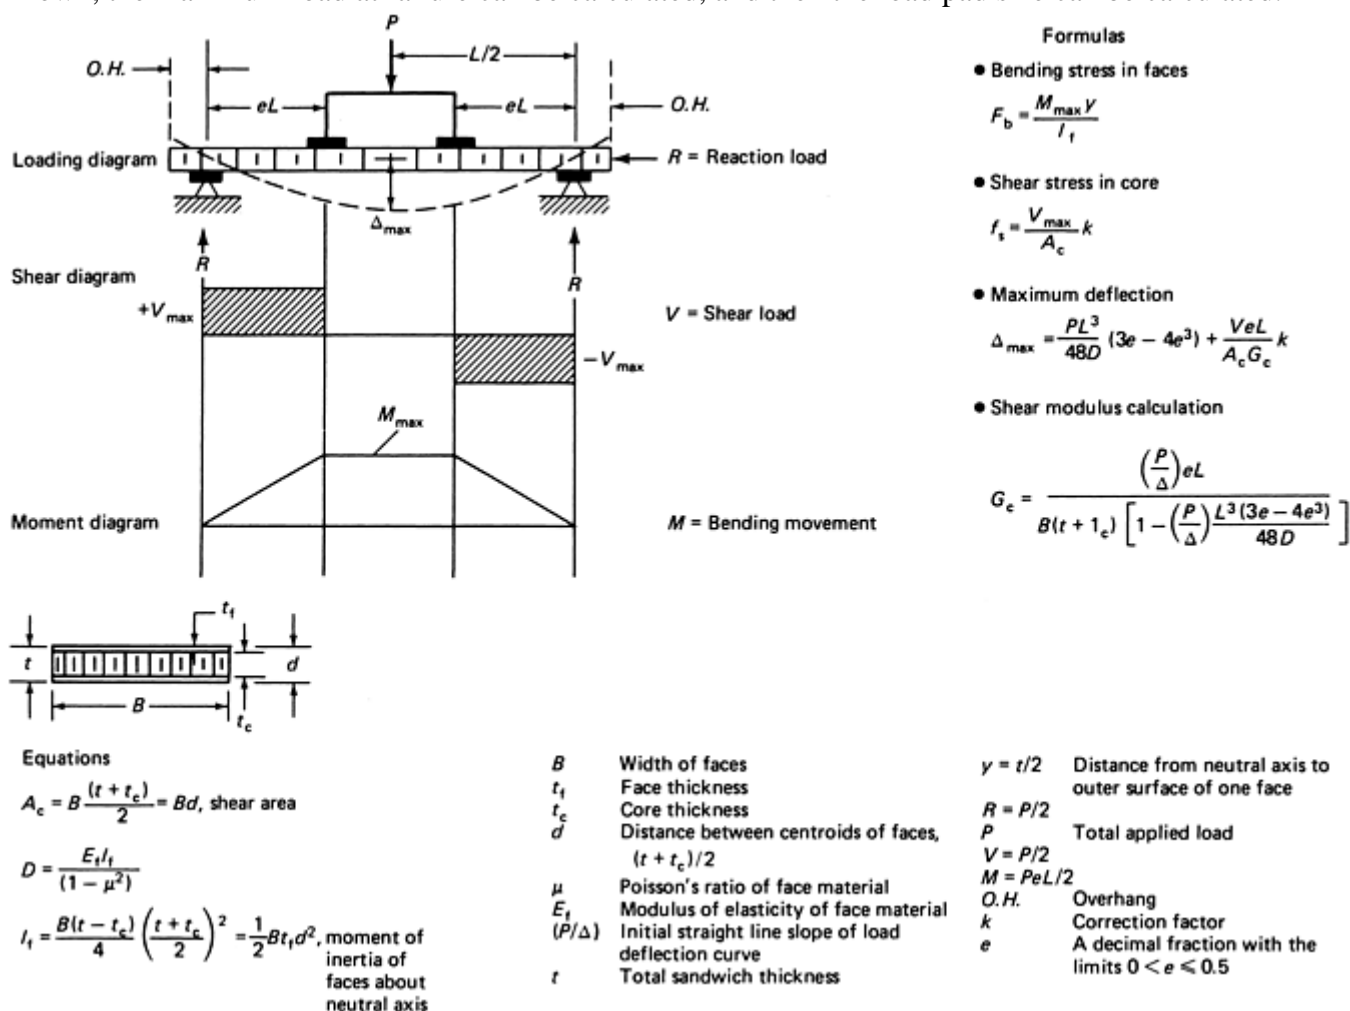 P
L/2
O.H.
eL
eL
O.H.
Loading diagram
R = Reaction load
Δmax
R
R
Shear diagram
+Vmax
V = Shear load
−Vmax
Mmax
Moment diagram
M = Bending movement
Formulas
● Bending stress in faces
F_b = M_max y / I_f
● Shear stress in core
f_s = V_max / A_c k
● Maximum deflection
Δ_max = PL³ / 48D (3e − 4e³) + VeL / A_c G_c k
● Shear modulus calculation
G_c = (P/Δ) eL / B(t + 1_c) [1 − (P/Δ) L³(3e − 4e³) / 48D]
t_f
t
d
B
t_c
Equations
A_c = B (t + t_c) / 2 = Bd, shear area
D = E_f I_f / (1 − μ²)
I_f = B(t − t_c) / 4 ((t + t_c) / 2)² = 1/2 Bt_f d², moment of
inertia of
faces about
neutral axis
B Width of faces
t_f Face thickness
t_c Core thickness
d Distance between centroids of faces,
(t + t_c)/2
μ Poisson's ratio of face material
E_f Modulus of elasticity of face material
(P/Δ) Initial straight line slope of load
deflection curve
t Total sandwich thickness
y = t/2 Distance from neutral axis to
outer surface of one face
R = P/2
P Total applied load
V = P/2
M = PeL/2
O.H. Overhang
k Correction factor
e A decimal fraction with the
limits 0 < e ⩽ 0.5